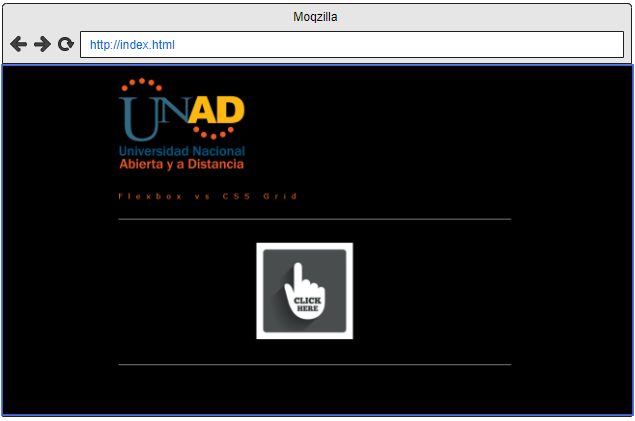 Moqzilla
http://index.html
UNAD
Universidad Nacional
Abierta y a Distancia
Flexbox vs CSS Grid
CLICK
HERE